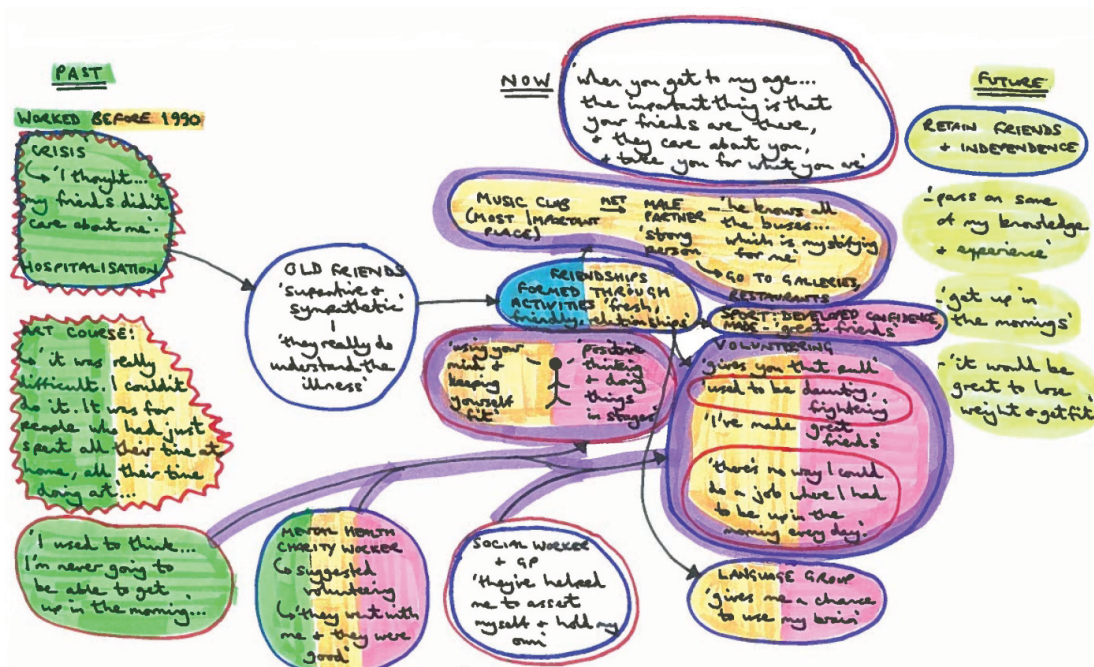 PAST
WORKED BEFORE 1990
CRISIS
↳ 'I thought...
my friends didn't
care about me'.
HOSPITALISATION
ART COURSE:
↳ 'it was really
difficult. I couldn't
do it. It was for
people who had just
spent all their time at
home, all their time
doing art...
'I used to think...
I'm never going to
be able to get
up in the morning...
OLD FRIENDS
'supportive &
sympathetic'
'they really do
understand the
illness'
MENTAL HEALTH
CHARITY WORKER
↳ suggested
volunteering
↳ 'they went with
me & they were
good'
SOCIAL WORKER
+ GP
'they've helped
me to asset
myself & hold my
own'
NOW
'when you get to my age...
the important thing is that
your friends are there,
& they care about you,
& take you for what you are'
MUSIC CLUB
(MOST IMPORTANT
PLACE)
MET →
MALE
PARTNER
'strong
person'
- 'he knows all
the buses...
which is mystifying
for me'
→ GO TO GALLERIES,
RESTAURANTS
FRIENDSHIPS
FORMED THROUGH
ACTIVITIES 'fresh,
friendly, relationships
SPORT: DEVELOPED CONFIDENCE,
MADE - 'great friends'
'using your
mind &
keeping
yourself
fit'
'positive
thinking
& doing
things
in stages'
VOLUNTEERING
'gives you that pull'
'used to be daunting,
frightening'
'I've made great
friends'
'there's no way I could
do a job where I had
to be up in the
morning every day'.
LANGUAGE GROUP
'gives me a chance
to use my brain'
FUTURE
RETAIN FRIENDS
& INDEPENDENCE
- 'pass on some
of my knowledge
& experience'
- 'get up in
the mornings'
- 'it would be
great to lose
weight & get fit'